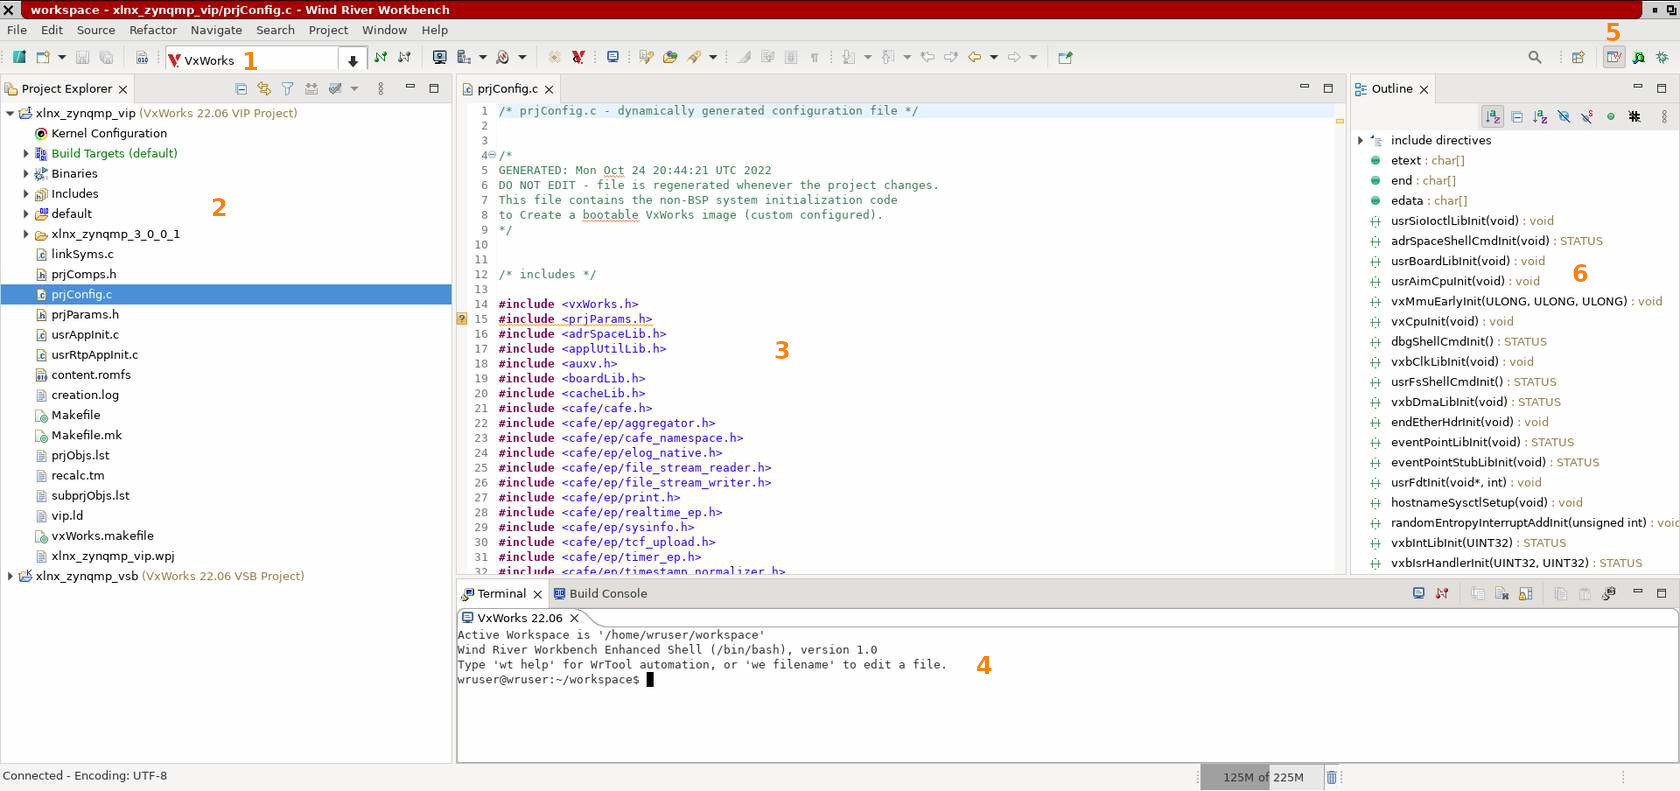 workspace - xlnx_zynqmp_vip/prjConfig.c - Wind River Workbench
File Edit Source Refactor Navigate Search Project Window Help
5
VxWorks 1
Project Explorer
xlnx_zynqmp_vip (VxWorks 22.06 VIP Project)
Kernel Configuration
Build Targets (default)
Binaries
Includes
default
2
xlnx_zynqmp_3_0_0_1
linkSyms.c
prjComps.h
prjConfig.c
prjParams.h
usrAppInit.c
usrRtpAppInit.c
content.romfs
creation.log
Makefile
Makefile.mk
prjObjs.lst
recalc.tm
subprjObjs.lst
vip.ld
vxWorks.makefile
xlnx_zynqmp_vip.wpj
xlnx_zynqmp_vsb (VxWorks 22.06 VSB Project)
prjConfig.c
1 /* prjConfig.c - dynamically generated configuration file */
2
3
4 /*
5 GENERATED: Mon Oct 24 20:44:21 UTC 2022
6 DO NOT EDIT - file is regenerated whenever the project changes.
7 This file contains the non-BSP system initialization code
8 to Create a bootable VxWorks image (custom configured).
9 */
10
11
12 /* includes */
13
14 #include <vxWorks.h>
15 #include <prjParams.h>
16 #include <adrSpaceLib.h>
17 #include <applUtilLib.h>
3
18 #include <auxv.h>
19 #include <boardLib.h>
20 #include <cacheLib.h>
21 #include <cafe/cafe.h>
22 #include <cafe/ep/aggregator.h>
23 #include <cafe/ep/cafe_namespace.h>
24 #include <cafe/ep/elog_native.h>
25 #include <cafe/ep/file_stream_reader.h>
26 #include <cafe/ep/file_stream_writer.h>
27 #include <cafe/ep/print.h>
28 #include <cafe/ep/realtime_ep.h>
29 #include <cafe/ep/sysinfo.h>
30 #include <cafe/ep/tcf_upload.h>
31 #include <cafe/ep/timer_ep.h>
32 #include <cafe/ep/timestamp_normalizer.h>
Outline
include directives
etext : char[]
end : char[]
edata : char[]
usrSioIoctlLibInit(void) : void
adrSpaceShellCmdInit(void) : STATUS
usrBoardLibInit(void) : void
6
usrAimCpuInit(void) : void
vxMmuEarlyInit(ULONG, ULONG, ULONG) : void
vxCpuInit(void) : void
dbgShellCmdInit() : STATUS
vxbClkLibInit(void) : void
usrFsShellCmdInit() : STATUS
vxbDmaLibInit(void) : STATUS
endEtherHdrInit(void) : void
eventPointLibInit(void) : STATUS
eventPointStubLibInit(void) : STATUS
usrFdtInit(void*, int) : void
hostnameSysctlSetup(void) : void
randomEntropyInterruptAddInit(unsigned int) : void
vxbIntLibInit(UINT32) : STATUS
vxbIsrHandlerInit(UINT32, UINT32) : STATUS
Terminal Build Console
VxWorks 22.06
Active Workspace is '/home/wruser/workspace'
Wind River Workbench Enhanced Shell (/bin/bash), version 1.0
Type 'wt help' for WrTool automation, or 'we filename' to edit a file. 4
wruser@wruser:~/workspace$
Connected - Encoding: UTF-8
125M of 225M